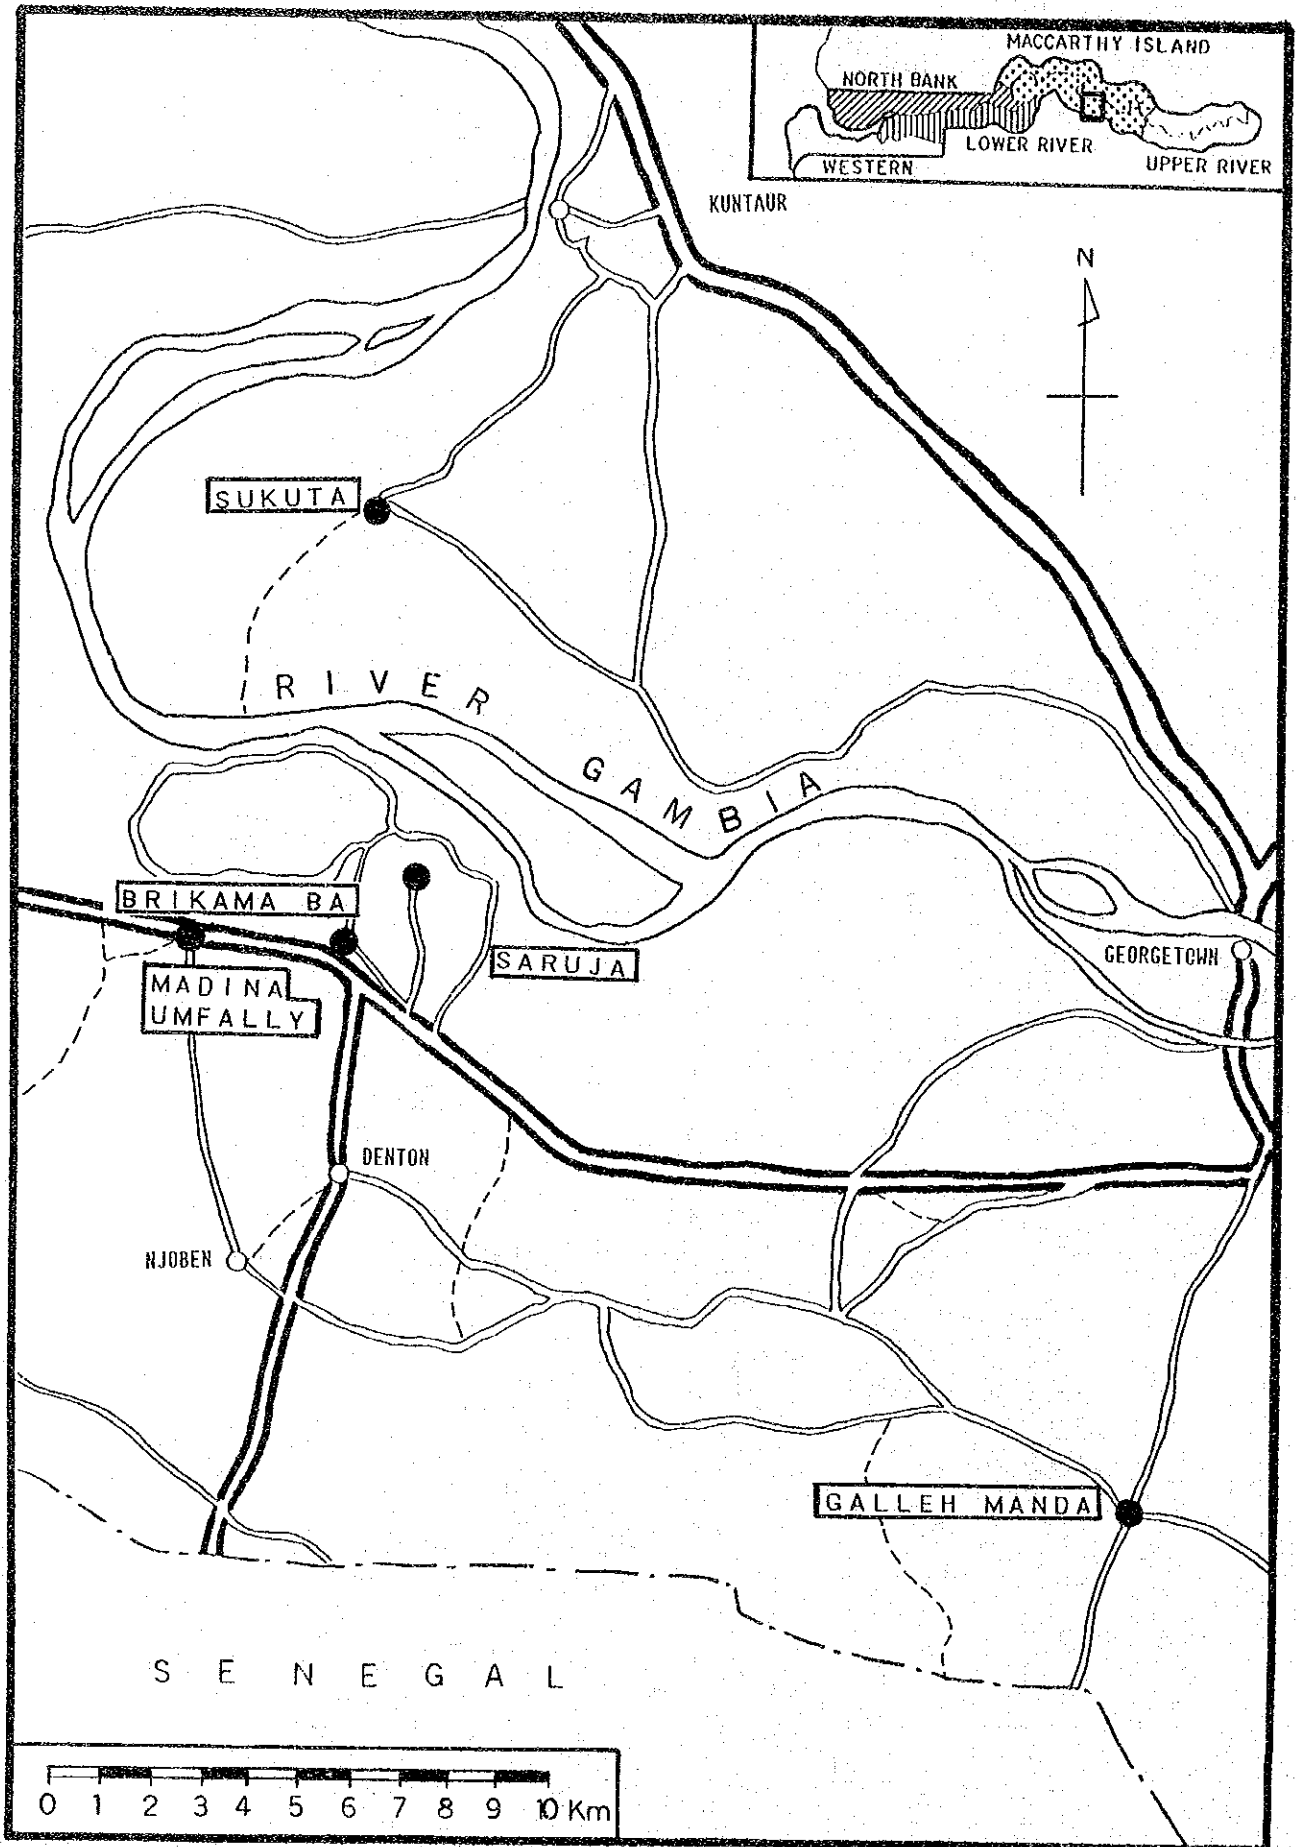 MACCARTHY ISLAND
NORTH BANK
LOWER RIVER
WESTERN
UPPER RIVER
KUNTAUR
N
SUKUTA
RIVER GAMBIA
BRIKAMA BA
SARUJA
GEORGETOWN
MADINA
UMFALLY
DENTON
NJOBEN
GALLEH MANDA
SENEGAL
0 1 2 3 4 5 6 7 8 9 10 Km